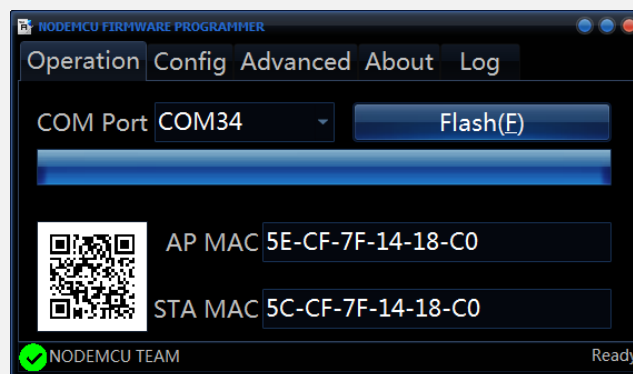 NODEMCU FIRMWARE PROGRAMMER
Operation Config Advanced About Log
COM Port COM34 Flash(F)
AP MAC 5E-CF-7F-14-18-C0
STA MAC 5C-CF-7F-14-18-C0
NODEMCU TEAM Ready